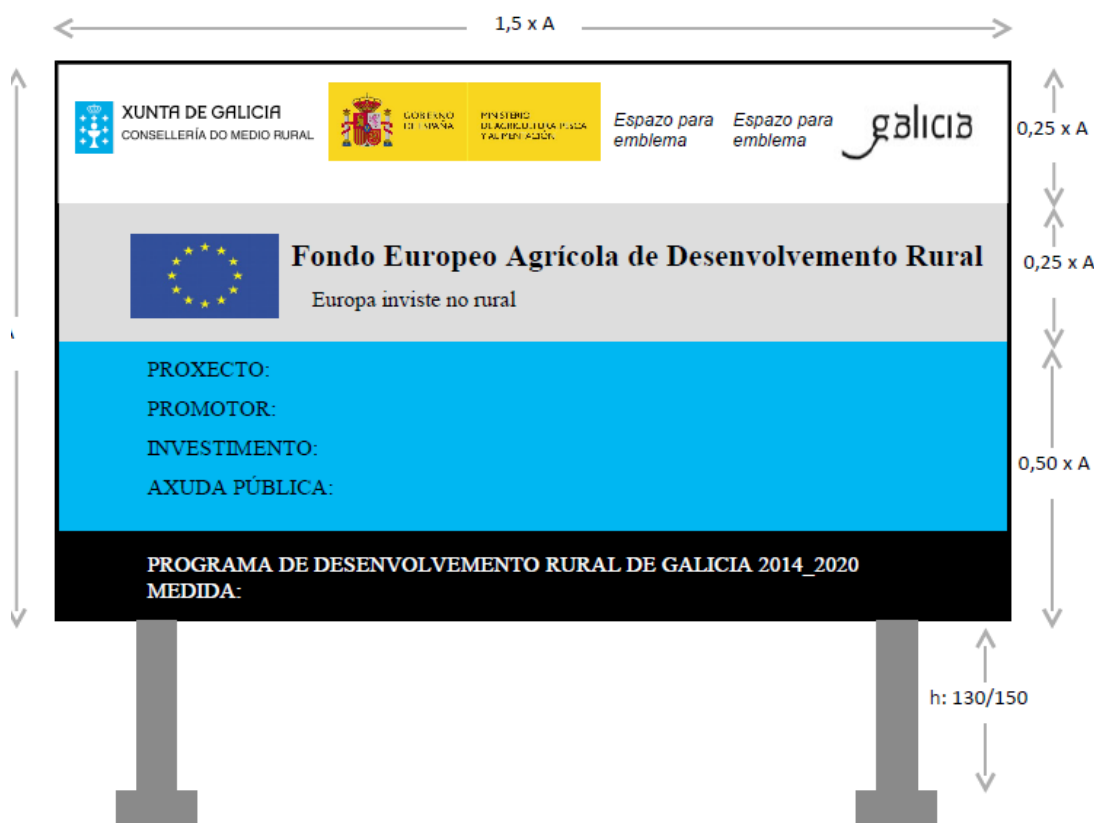 1,5 x A
XUNTA DE GALICIA
CONSELLERÍA DO MEDIO RURAL
GOBIERNO
DE ESPAÑA
MINISTERIO
DE AGRICULTURA, PESCA
Y ALIMENTACIÓN
Espazo para
emblema
Espazo para
emblema
galicia
0,25 x A
Fondo Europeo Agrícola de Desenvolvemento Rural
Europa inviste no rural
0,25 x A
PROXECTO:
PROMOTOR:
INVESTIMENTO:
AXUDA PÚBLICA:
0,50 x A
PROGRAMA DE DESENVOLVEMENTO RURAL DE GALICIA 2014_2020
MEDIDA:
h: 130/150